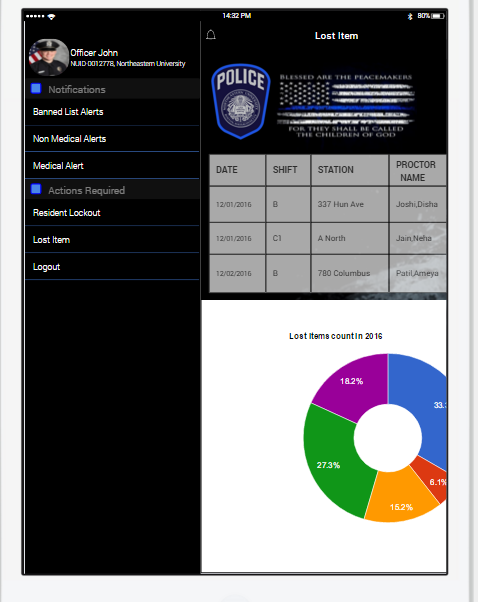 14:32 PM
80%
Officer John
NUID 0012778, Northeastern University
Notifications
Banned List Alerts
Non Medical Alerts
Medical Alert
Actions Required
Resident Lockout
Lost Item
Logout
Lost Item
POLICE
BLESSED ARE THE PEACEMAKERS
FOR THEY SHALL BE CALLED
THE CHILDREN OF GOD
DATE SHIFT STATION PROCTOR NAME
12/01/2016 B 337 Hun Ave Joshi,Disha
12/01/2016 C1 A North Jain,Neha
12/02/2016 B 780 Columbus Patil,Ameya
Lost Items count in 2016
18.2%
33.
27.3%
6.1%
15.2%